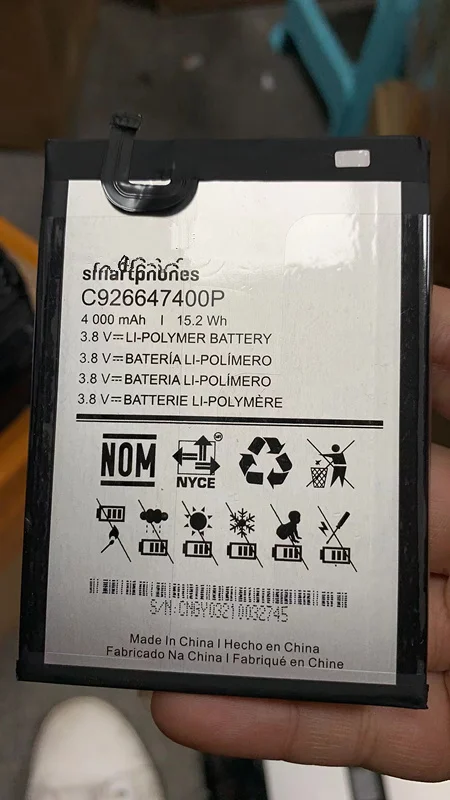 smartphones
C926647400P
4 000 mAh I 15.2 Wh
3.8 V⎓LI-POLYMER BATTERY
3.8 V⎓BATERÍA LI-POLÍMERO
3.8 V⎓BATERIA LI-POLÍMERO
3.8 V⎓BATTERIE LI-POLYMÈRE
NOM
NYCE
S/N:CNGY03210032745
Made In China I Hecho en China
Fabricado Na China I Fabriqué en Chine